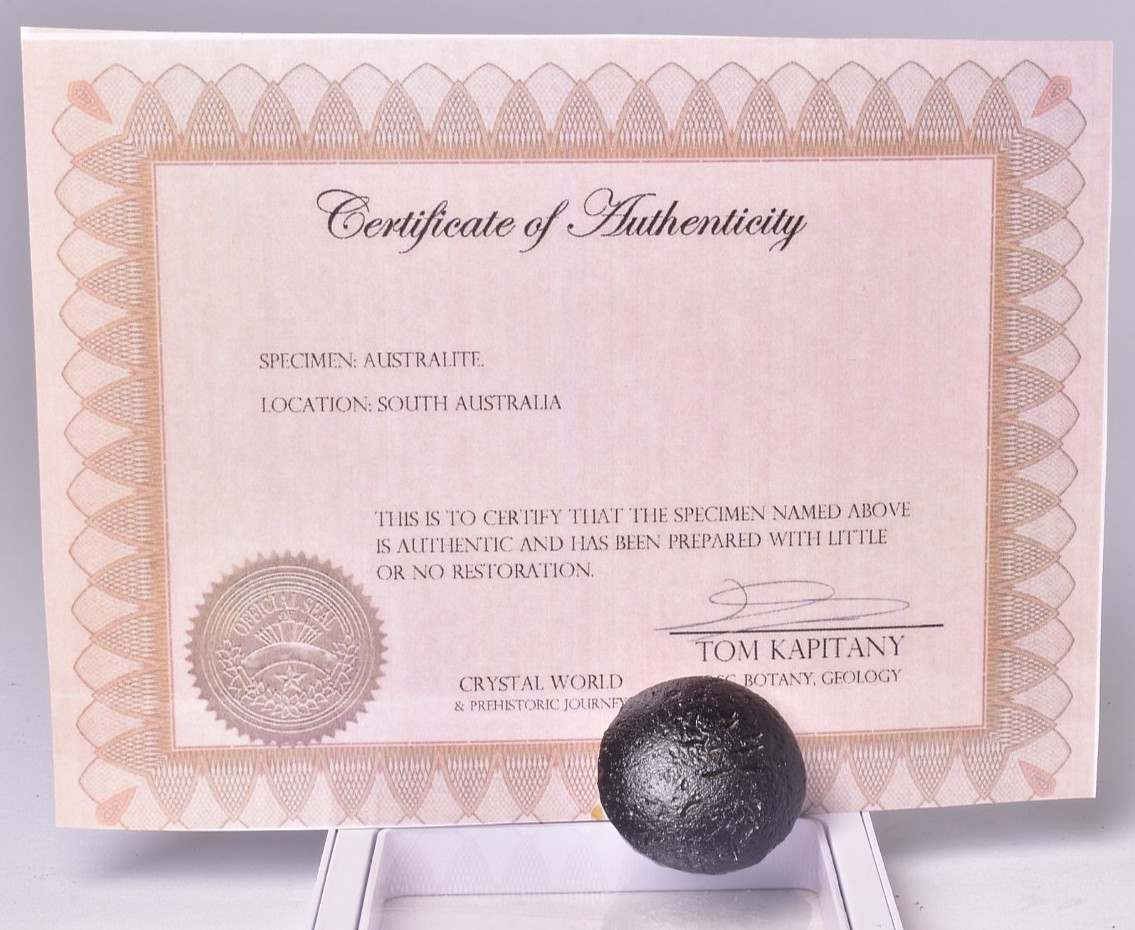 Certificate of Authenticity
SPECIMEN: AUSTRALITE.
LOCATION: SOUTH AUSTRALIA
THIS IS TO CERTIFY THAT THE SPECIMEN NAMED ABOVE
IS AUTHENTIC AND HAS BEEN PREPARED WITH LITTLE
OR NO RESTORATION.
OFFICIAL SEAL
TOM KAPITANY
BOTANY, GEOLOGY
CRYSTAL WORLD
& PREHISTORIC JOURNEY